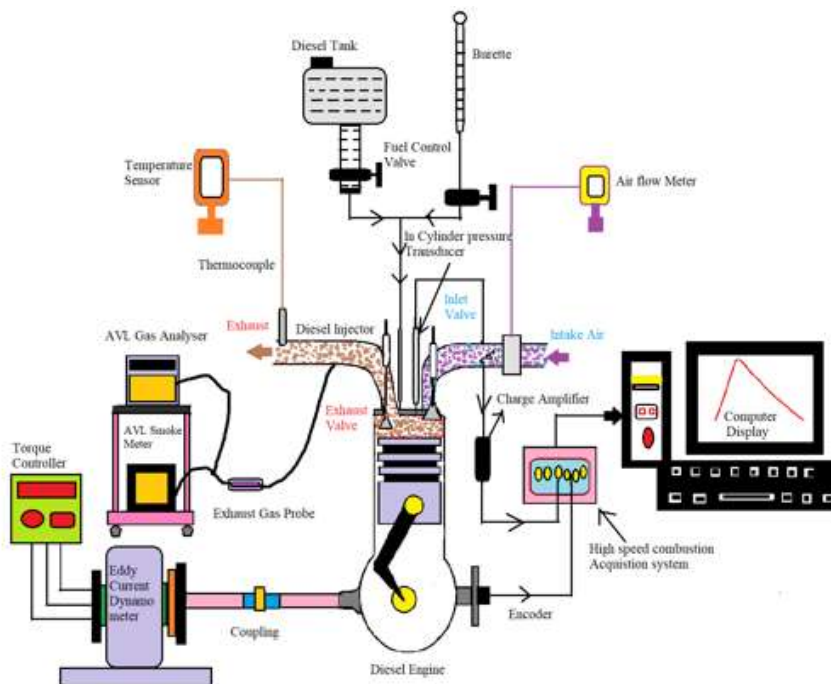 Diesel Tank
Burette
Fuel Control
Valve
Temperature
Sensor
Air flow Meter
In Cylinder pressure
Transducer
Thermocouple
Inlet
Valve
Exhaust
Diesel Injector
Intake Air
AVL Gas Analyser
Exhaust
Valve
Charge Amplifier
Computer
Display
AVL Smoke
Meter
Torque
Controller
Exhaust Gas Probe
High speed combustion
Acquistion system
Eddy
Current
Dynamo
meter
Coupling
Encoder
Diesel Engine